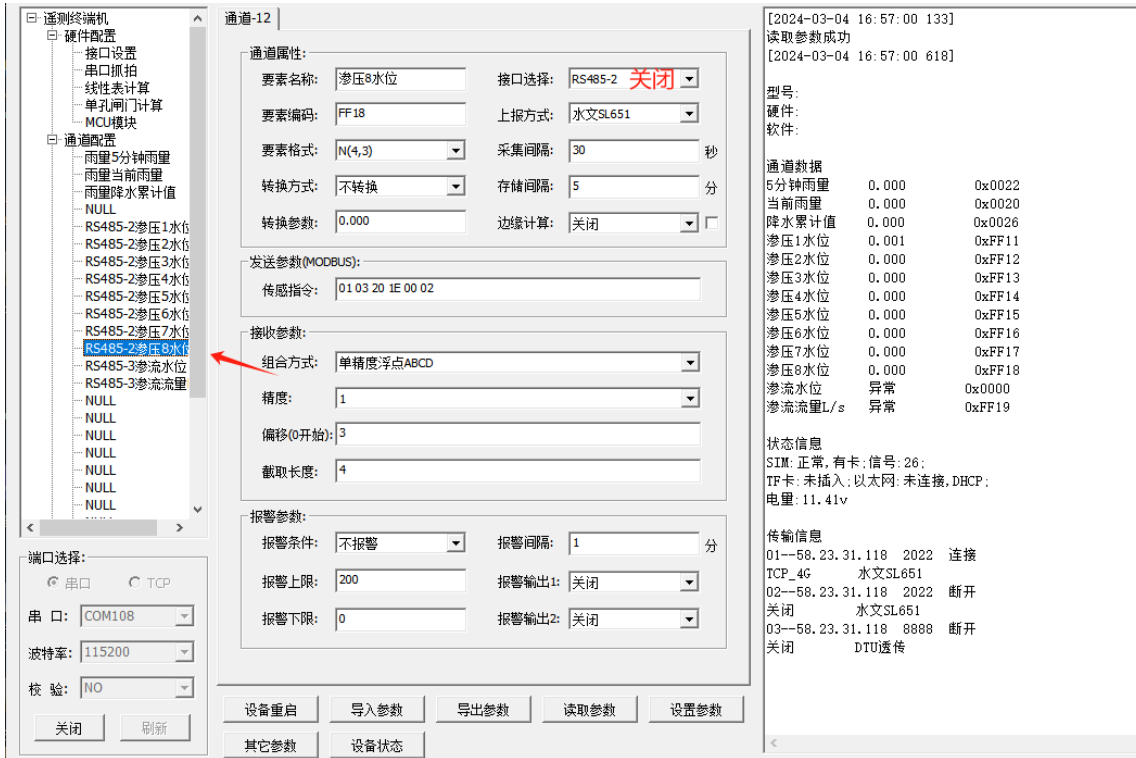 遥测终端机
硬件配置
接口设置
串口抓拍
线性表计算
单孔闸门计算
MCU模块
通道配置
雨量5分钟雨量
雨量当前雨量
雨量降水累计值
NULL
RS485-2渗压1水位
RS485-2渗压2水位
RS485-2渗压3水位
RS485-2渗压4水位
RS485-2渗压5水位
RS485-2渗压6水位
RS485-2渗压7水位
RS485-2渗压8水位
RS485-3渗流水位
RS485-3渗流流量
NULL
NULL
NULL
NULL
NULL
NULL
NULL
端口选择:
串口 TCP
串 口: COM108
波特率: 115200
校 验: NO
关闭 刷新
通道-12
通道属性:
要素名称: 渗压8水位 接口选择: RS485-2 关闭
要素编码: FF18 上报方式: 水文SL651
要素格式: N(4,3) 采集间隔: 30 秒
转换方式: 不转换 存储间隔: 5 分
转换参数: 0.000 边缘计算: 关闭
发送参数(MODBUS):
传感指令: 01 03 20 1E 00 02
接收参数:
组合方式: 单精度浮点ABCD
精度: 1
偏移(0开始): 3
截取长度: 4
报警参数:
报警条件: 不报警 报警间隔: 1 分
报警上限: 200 报警输出1: 关闭
报警下限: 0 报警输出2: 关闭
设备重启 导入参数 导出参数 读取参数 设置参数
其它参数 设备状态
[2024-03-04 16:57:00 133]
读取参数成功
[2024-03-04 16:57:00 618]
型号:
硬件:
软件:
通道数据
5分钟雨量 0.000 0x0022
当前雨量 0.000 0x0020
降水累计值 0.000 0x0026
渗压1水位 0.001 0xFF11
渗压2水位 0.000 0xFF12
渗压3水位 0.000 0xFF13
渗压4水位 0.000 0xFF14
渗压5水位 0.000 0xFF15
渗压6水位 0.000 0xFF16
渗压7水位 0.000 0xFF17
渗压8水位 0.000 0xFF18
渗流水位 异常 0x0000
渗流流量L/s 异常 0xFF19
状态信息
SIM:正常,有卡;信号:26;
TF卡:未插入;以太网:未连接,DHCP;
电量:11.41v
传输信息
01--58.23.31.118 2022 连接
TCP_4G 水文SL651
02--58.23.31.118 2022 断开
关闭 水文SL651
03--58.23.31.118 8888 断开
关闭 DTU透传